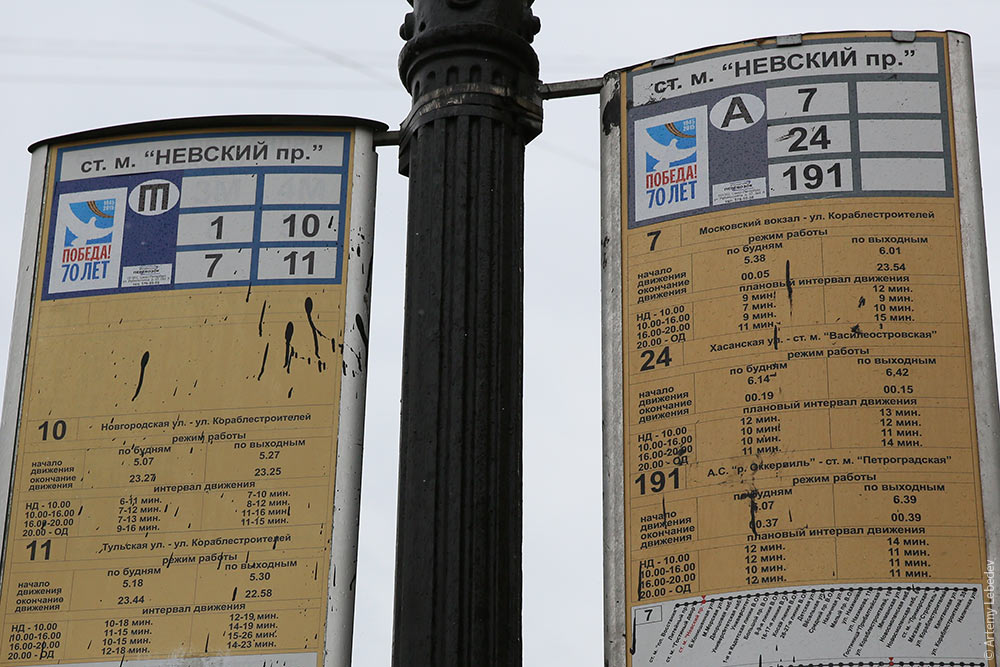 ст. м. “НЕВСКИЙ пр.”
1945
2015
ПОБЕДА!
70 ЛЕТ
Ш
1 10
7 11
10 Новгородская ул. - ул. Кораблестроителей
режим работы
по будням по выходным
начало движения 5.07 5.27
окончание движения 23.27 23.25
интервал движения
НД - 10.00 6-11 мин. 7-10 мин.
10.00-16.00 7-12 мин. 8-12 мин.
16.00-20.00 7-13 мин. 11-16 мин.
20.00 - ОД 9-16 мин. 11-15 мин.
11 Тульская ул. - ул. Кораблестроителей
режим работы
по будням по выходным
начало движения 5.18 5.30
окончание движения 23.44 22.58
интервал движения
НД - 10.00 10-18 мин. 12-19 мин.
10.00-16.00 11-15 мин. 14-19 мин.
16.00-20.00 10-15 мин. 15-26 мин.
20.00 - ОД 12-18 мин. 14-23 мин.
ст. м. “НЕВСКИЙ пр.”
ПОБЕДА!
70 ЛЕТ
А
7
24
191
7 Московский вокзал - ул. Кораблестроителей
режим работы
по будням по выходным
начало движения 5.38 6.01
окончание движения 00.05 23.54
плановый интервал движения
НД - 10.00 9 мин. 12 мин.
10.00-16.00 7 мин. 9 мин.
16.00-20.00 9 мин. 10 мин.
20.00 - ОД 11 мин. 15 мин.
24 Хасанская ул. - ст. м. "Василеостровская"
режим работы
по будням по выходным
начало движения 6.14 6,42
окончание движения 00.19 00.15
плановый интервал движения
НД - 10.00 12 мин. 13 мин.
10.00-16.00 10 мин. 12 мин.
16.00-20.00 10 мин. 11 мин.
20.00 - ОД 14 мин.
191 А.С. "р. Оккервиль" - ст. м. "Петроградская"
режим работы
по будням по выходным
начало движения 6.39
окончание движения 00.39
плановый интервал движения
НД - 10.00 12 мин. 14 мин.
10.00-16.00 12 мин. 11 мин.
16.00-20.00 10 мин. 11 мин.
20.00 - ОД 12 мин. 11 мин.
7
© Artemy Lebedev